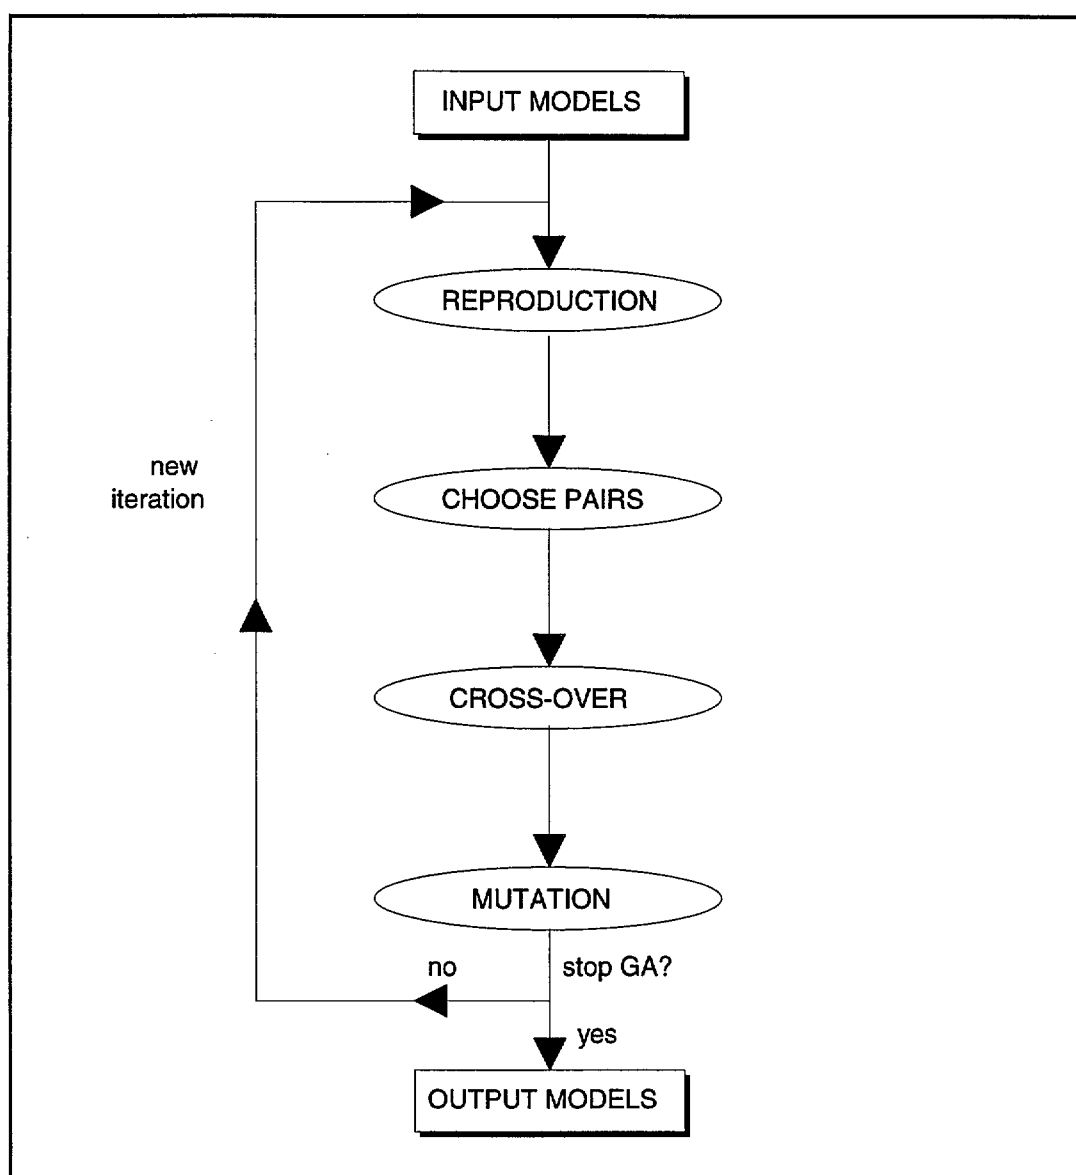 INPUT MODELS
REPRODUCTION
new
iteration
CHOOSE PAIRS
CROSS-OVER
MUTATION
no
stop GA?
yes
OUTPUT MODELS